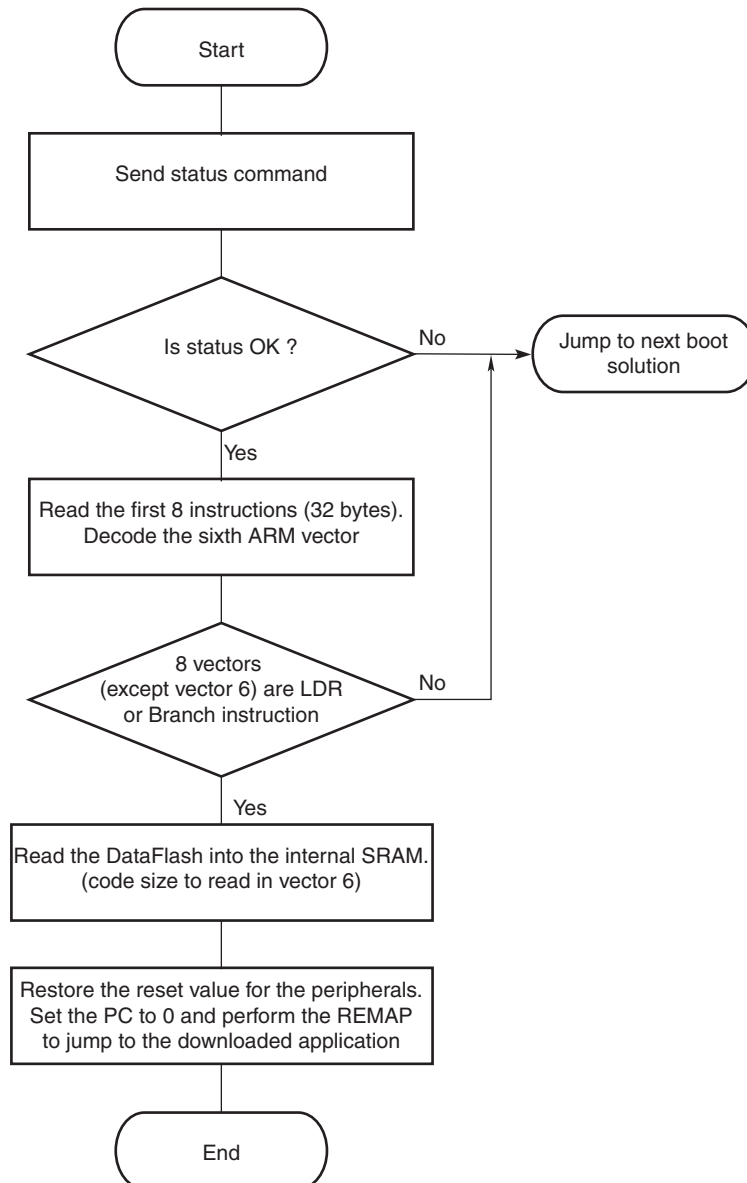 Start
Send status command
Is status OK ?
No
Jump to next boot
solution
Yes
Read the first 8 instructions (32 bytes).
Decode the sixth ARM vector
8 vectors
(except vector 6) are LDR
or Branch instruction
No
Yes
Read the DataFlash into the internal SRAM.
(code size to read in vector 6)
Restore the reset value for the peripherals.
Set the PC to 0 and perform the REMAP
to jump to the downloaded application
End